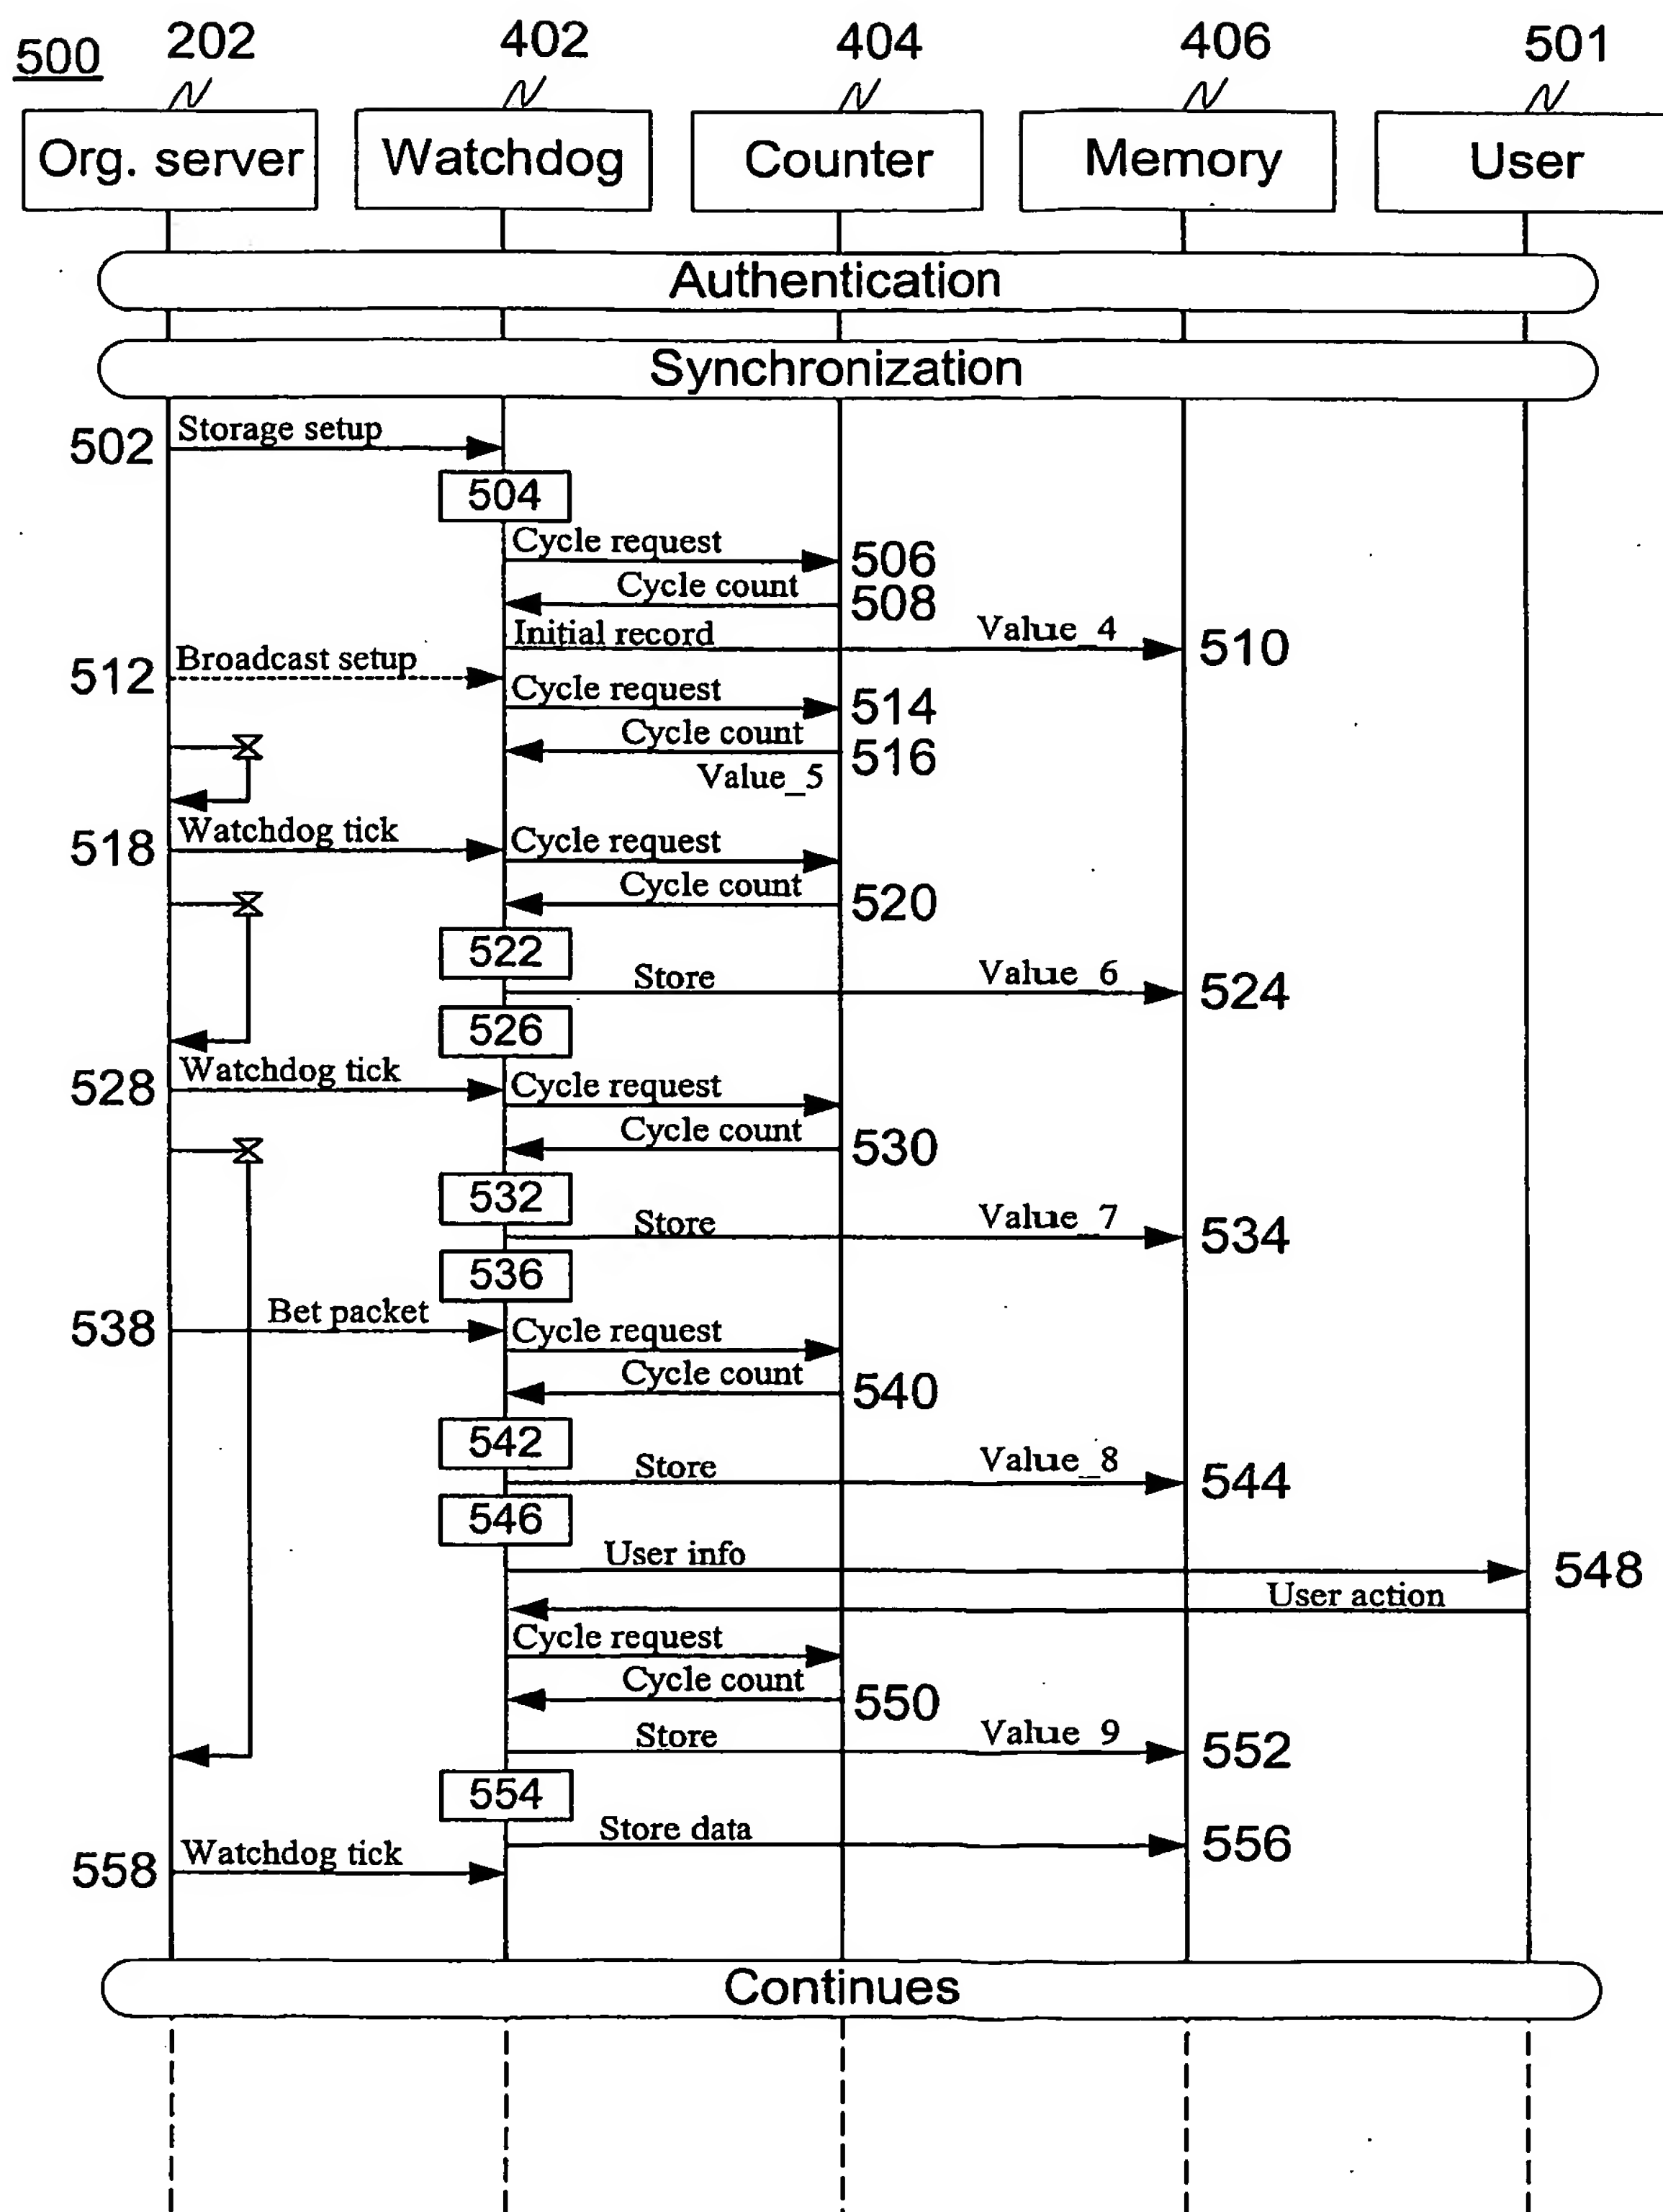 500
202
402
404
406
501
Org. server
Watchdog
Counter
Memory
User
Authentication
Synchronization
502
Storage setup
504
Cycle request
506
Cycle count
508
Initial record
Value_4
510
512
Broadcast setup
Cycle request
514
Cycle count
516
Value_5
518
Watchdog tick
Cycle request
Cycle count
520
522
Store
Value_6
524
526
528
Watchdog tick
Cycle request
Cycle count
530
532
Store
Value_7
534
536
538
Bet packet
Cycle request
Cycle count
540
542
Store
Value_8
544
546
User info
548
User action
Cycle request
Cycle count
550
Store
Value_9
552
554
Store data
556
558
Watchdog tick
Continues